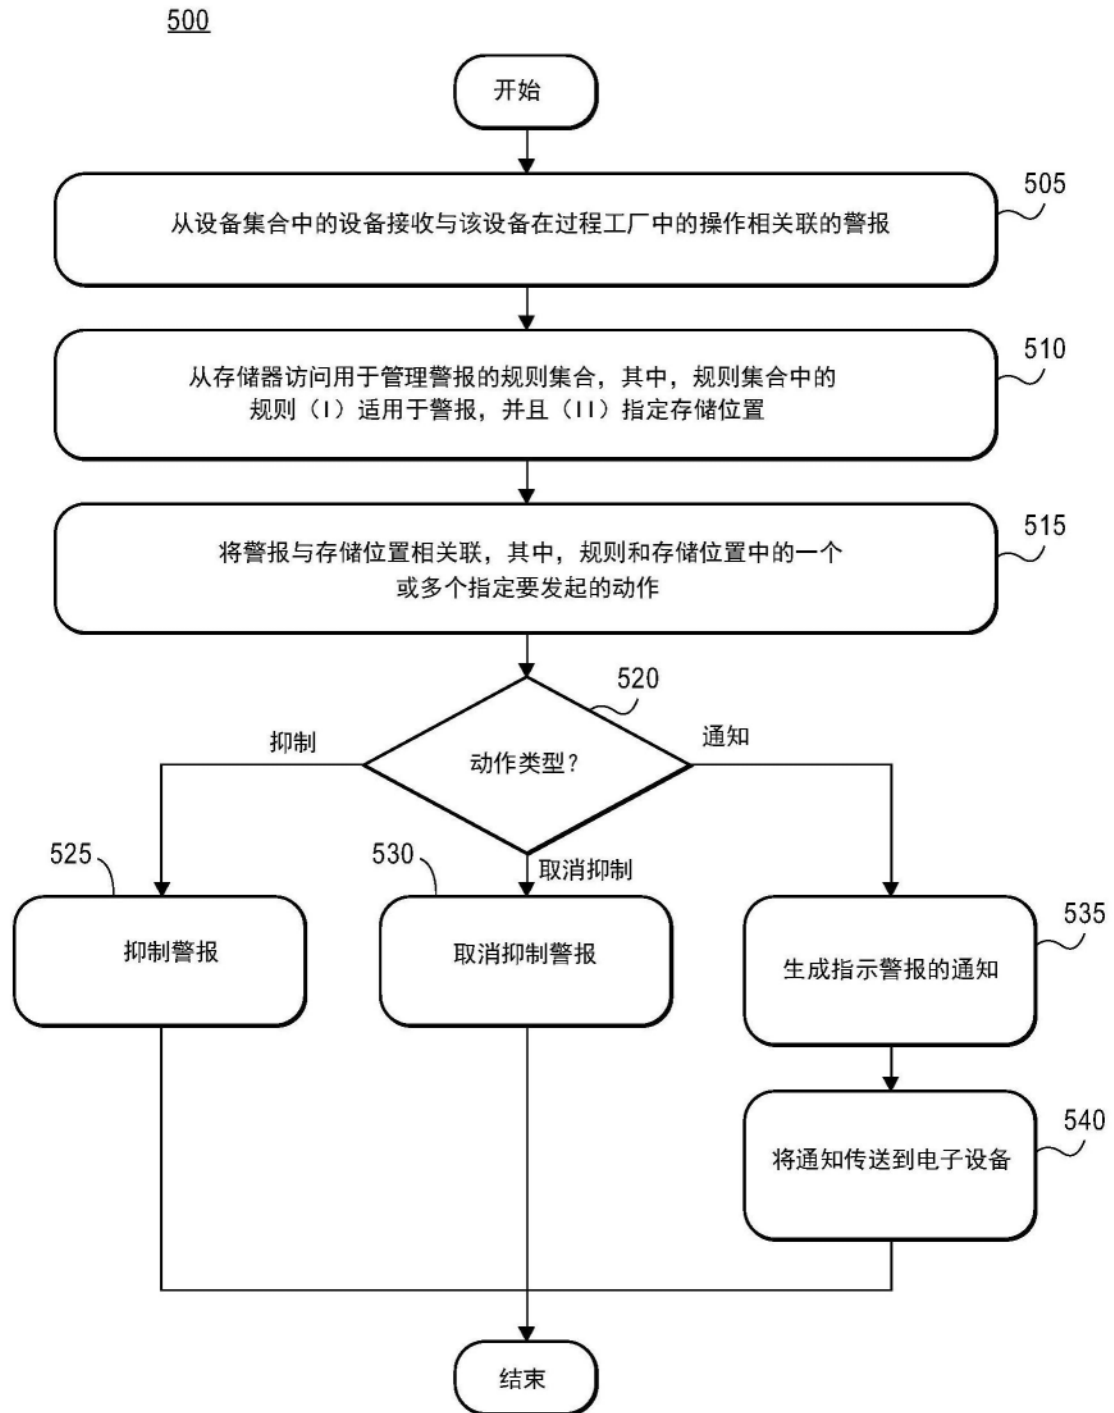 500
开始
505
从设备集合中的设备接收与该设备在过程工厂中的操作相关联的警报
510
从存储器访问用于管理警报的规则集合，其中，规则集合中的
规则（I）适用于警报，并且（II）指定存储位置
515
将警报与存储位置相关联，其中，规则和存储位置中的一个
或多个指定要发起的动作
520
抑制
动作类型？
通知
525
530
取消抑制
抑制警报
取消抑制警报
535
生成指示警报的通知
540
将通知传送到电子设备
结束